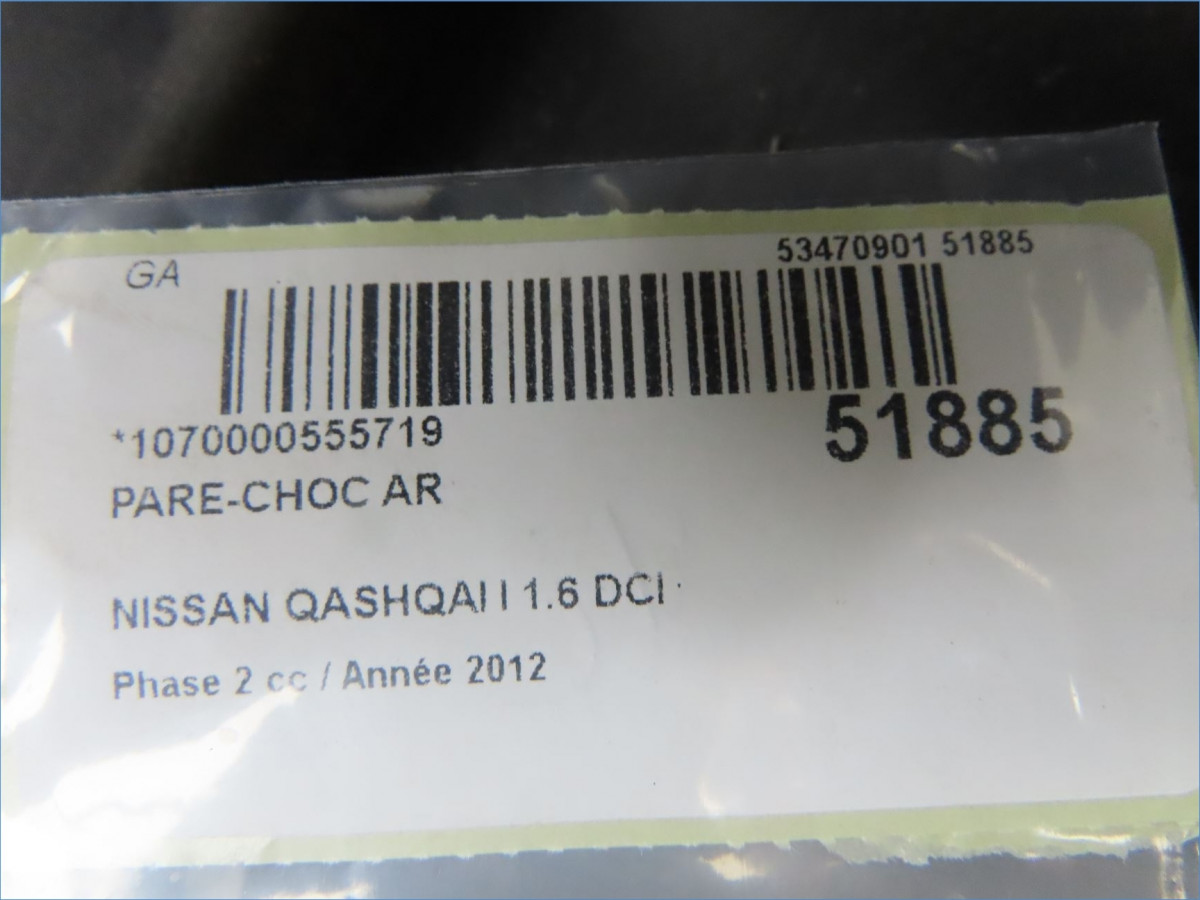 GA
53470901 51885
*1070000555719
51885
PARE-CHOC AR
NISSAN QASHQAI I 1.6 DCI
Phase 2 cc / Année 2012